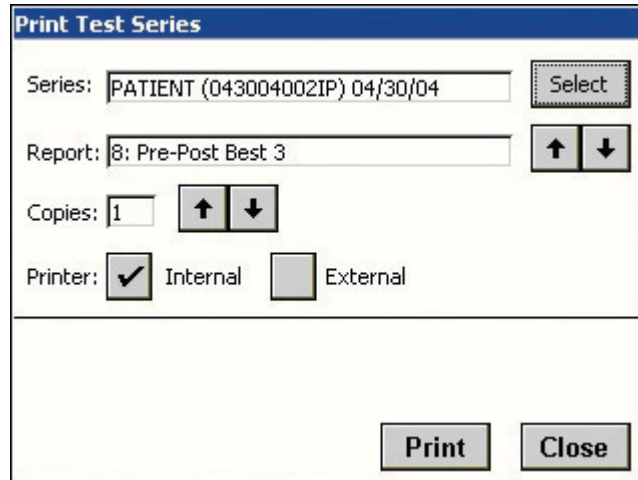 Print Test Series
Series: PATIENT (043004002IP) 04/30/04 Select
Report: 8: Pre-Post Best 3
Copies: 1
Printer: Internal External
Print Close